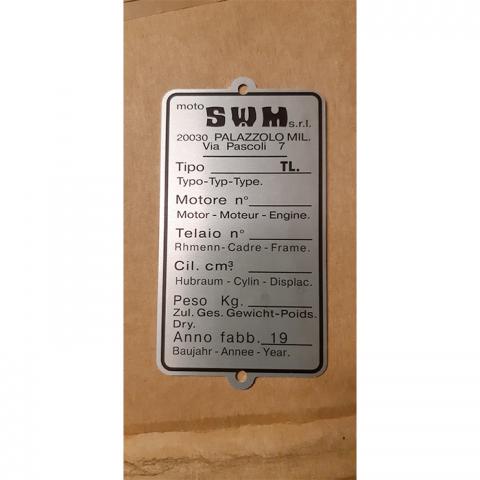 moto SWM s.r.l.
20030 PALAZZOLO MIL.
Via Pascoli 7
Tipo TL.
Typo-Typ-Type.
Motore n°
Motor - Moteur - Engine.
Telaio n°
Rhmenn - Cadre - Frame.
Cil. cm³.
Hubraum - Cylin - Displac.
Peso Kg.
Zul. Ges. Gewicht-Poids.
Dry.
Anno fabb. 19
Baujahr - Annee - Year.